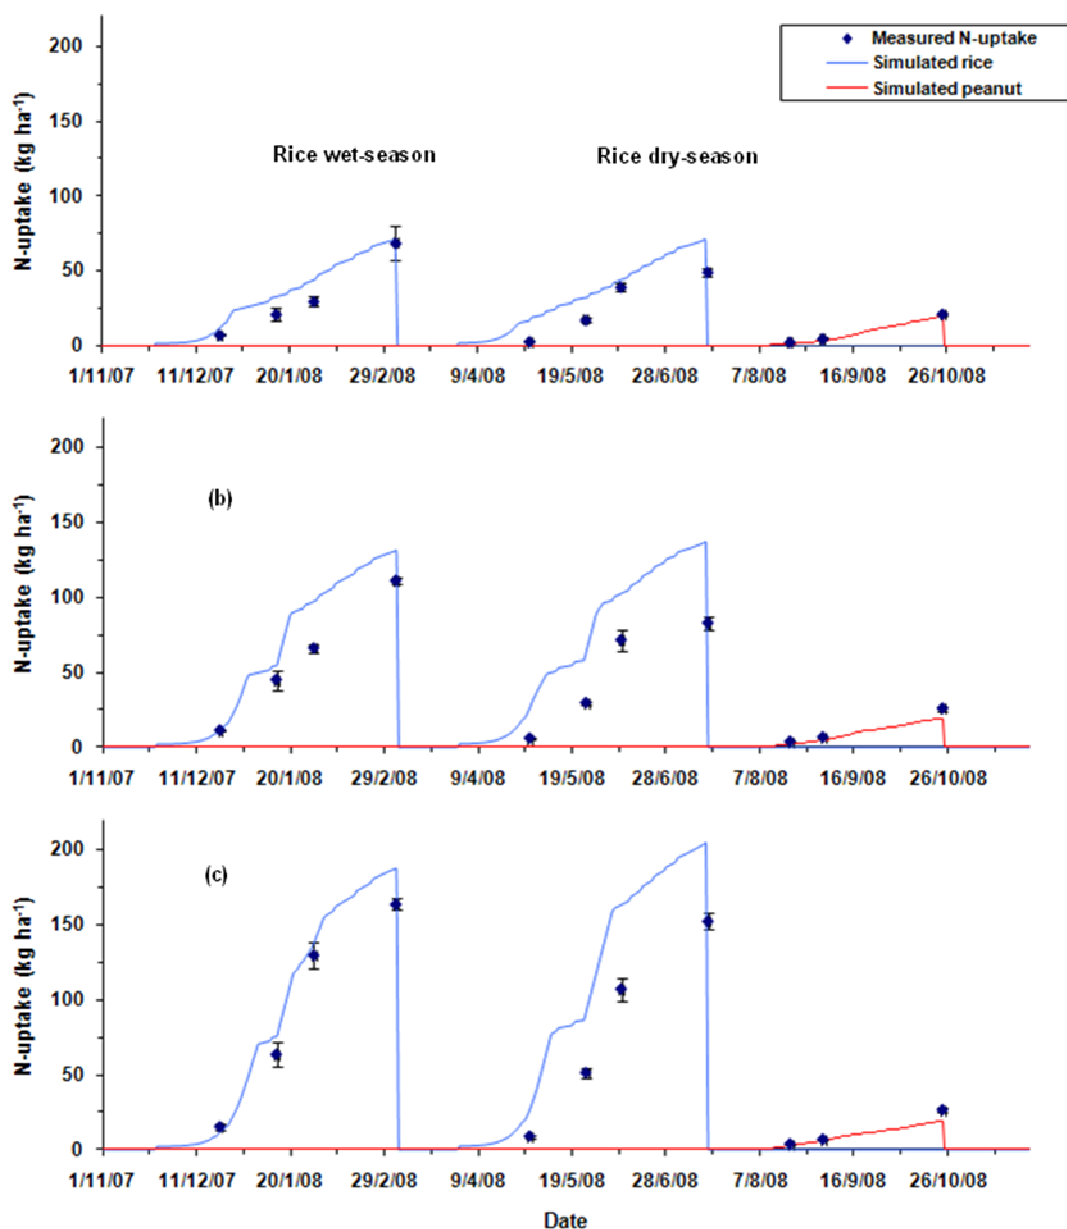 Measured N-uptake
Simulated rice
Simulated peanut
N-uptake (kg ha⁻¹)
200
150
100
50
0
Rice wet-season
Rice dry-season
1/11/07 11/12/07 20/1/08 29/2/08 9/4/08 19/5/08 28/6/08 7/8/08 16/9/08 26/10/08
N-uptake (kg ha⁻¹)
200
150
100
50
0
(b)
1/11/07 11/12/07 20/1/08 29/2/08 9/4/08 19/5/08 28/6/08 7/8/08 16/9/08 26/10/08
N-uptake (kg ha⁻¹)
200
150
100
50
0
(c)
1/11/07 11/12/07 20/1/08 29/2/08 9/4/08 19/5/08 28/6/08 7/8/08 16/9/08 26/10/08
Date